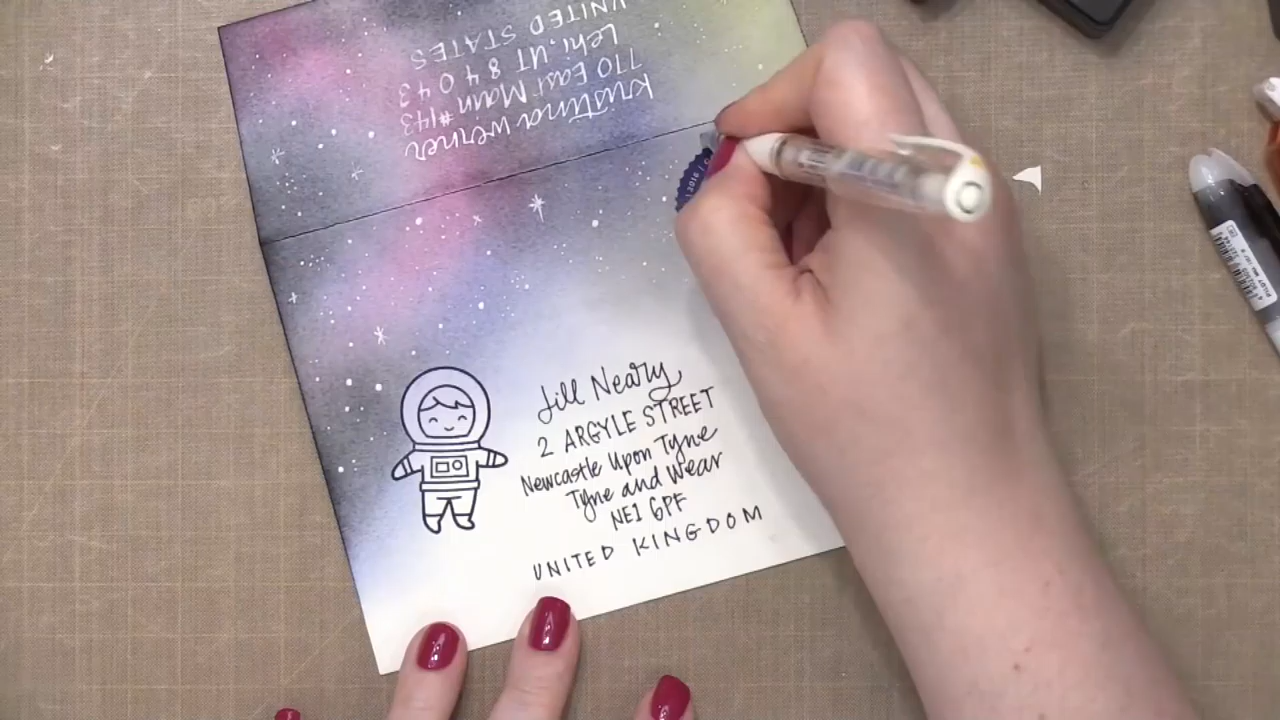 Kristina Werner
770 East Main #143
Lehi, UT 84043
UNITED STATES
Jill Neary
2 ARGYLE STREET
Newcastle Upon Tyne
Tyne and Wear
NE1 6PF
UNITED KINGDOM